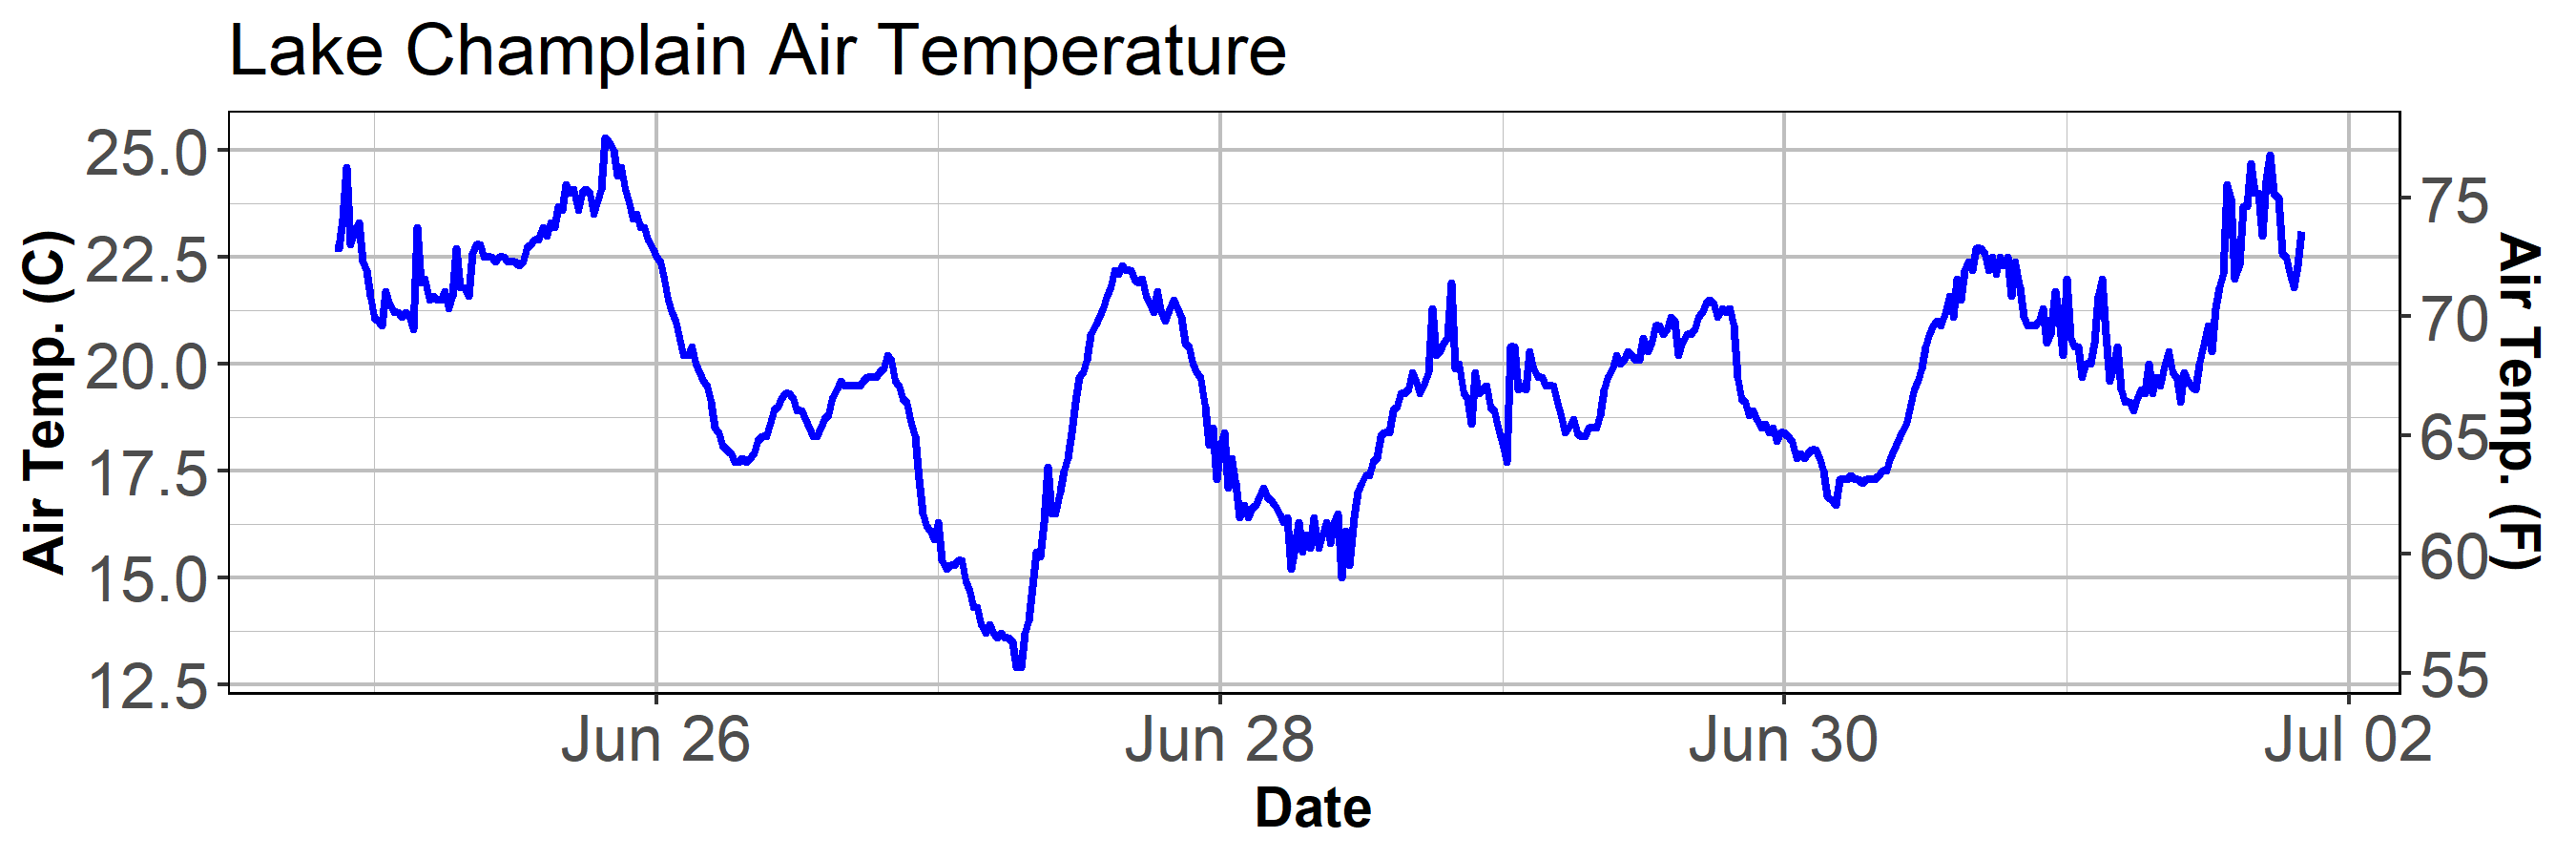 Lake Champlain Air Temperature
Air Temp. (C)
25.0
22.5
20.0
17.5
15.0
12.5
75
70
65
60
55
Air Temp. (F)
Jun 26 Jun 28 Jun 30 Jul 02
Date